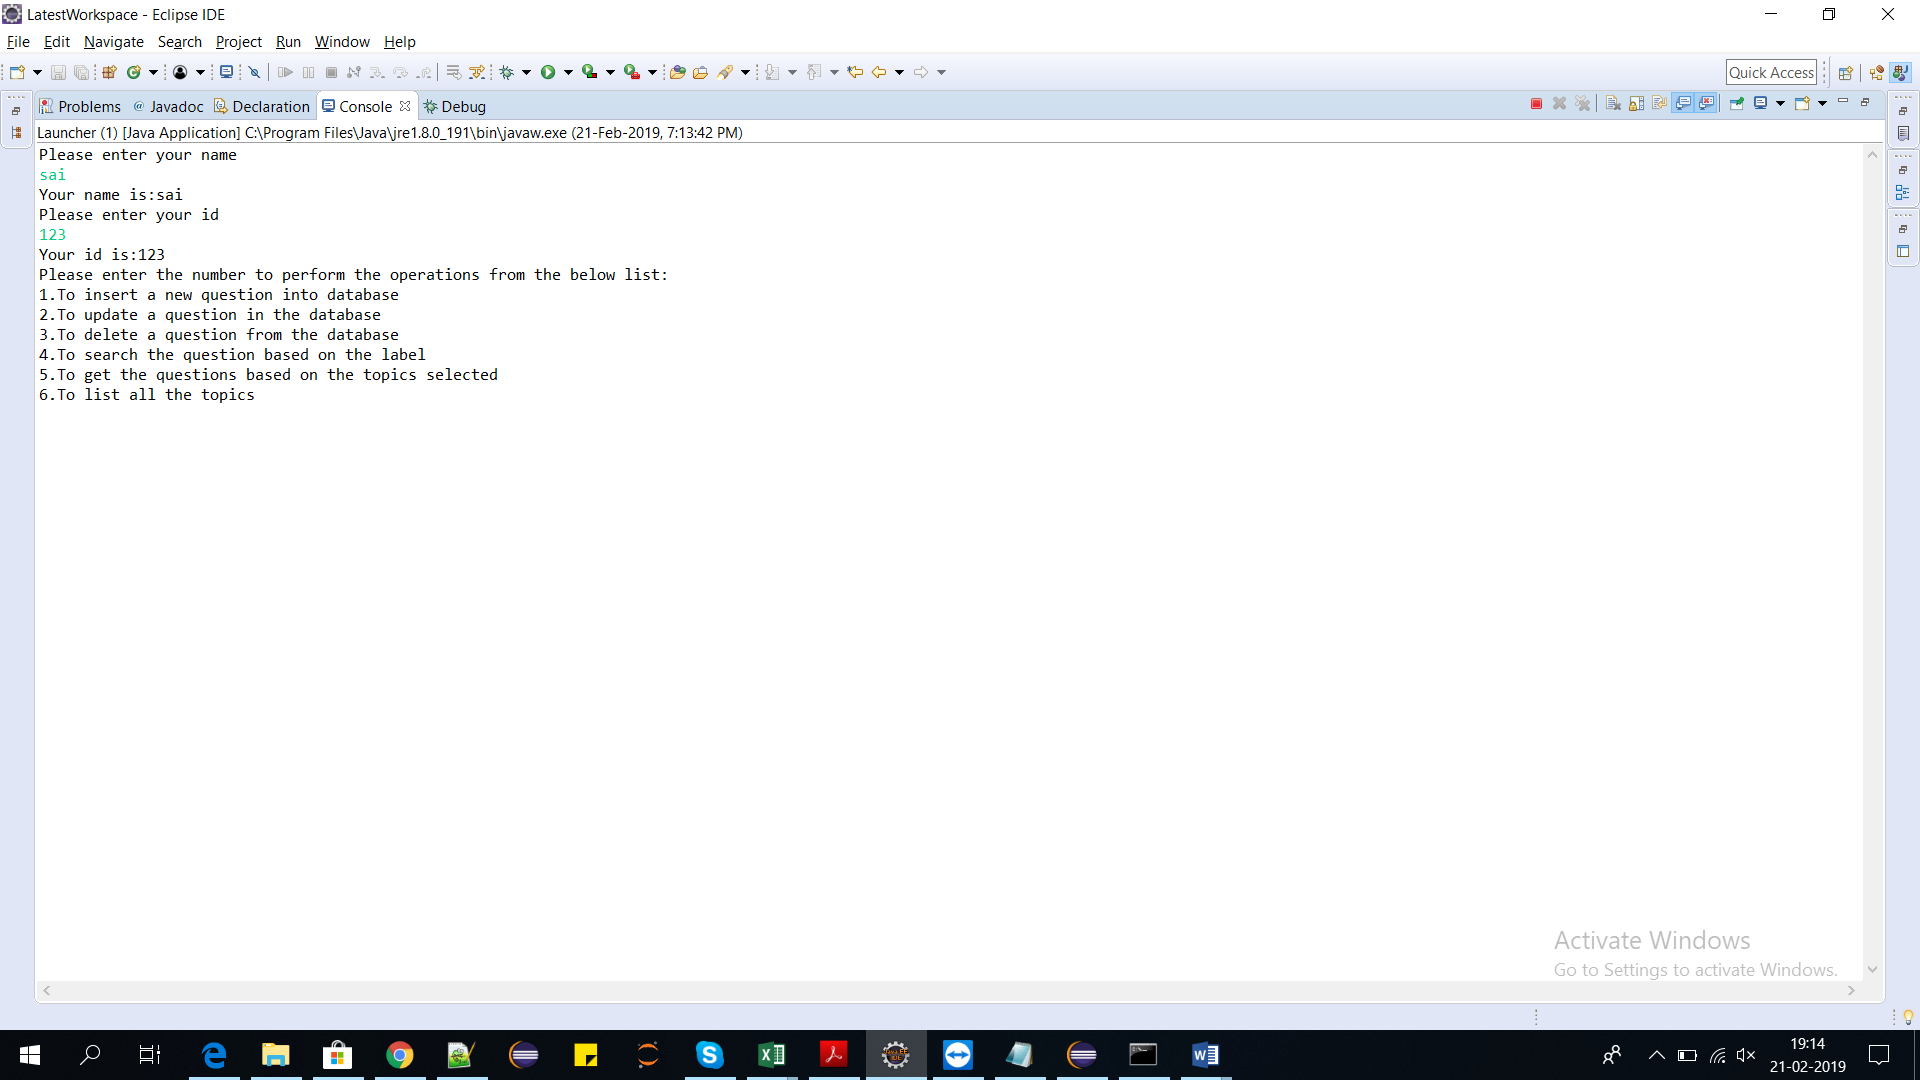 LatestWorkspace - Eclipse IDE
File Edit Navigate Search Project Run Window Help
Quick Access
Problems @ Javadoc Declaration Console Debug
Launcher (1) [Java Application] C:\Program Files\Java\jre1.8.0_191\bin\javaw.exe (21-Feb-2019, 7:13:42 PM)
Please enter your name
sai
Your name is:sai
Please enter your id
123
Your id is:123
Please enter the number to perform the operations from the below list:
1.To insert a new question into database
2.To update a question in the database
3.To delete a question from the database
4.To search the question based on the label
5.To get the questions based on the topics selected
6.To list all the topics
Activate Windows
Go to Settings to activate Windows.
19:14
21-02-2019